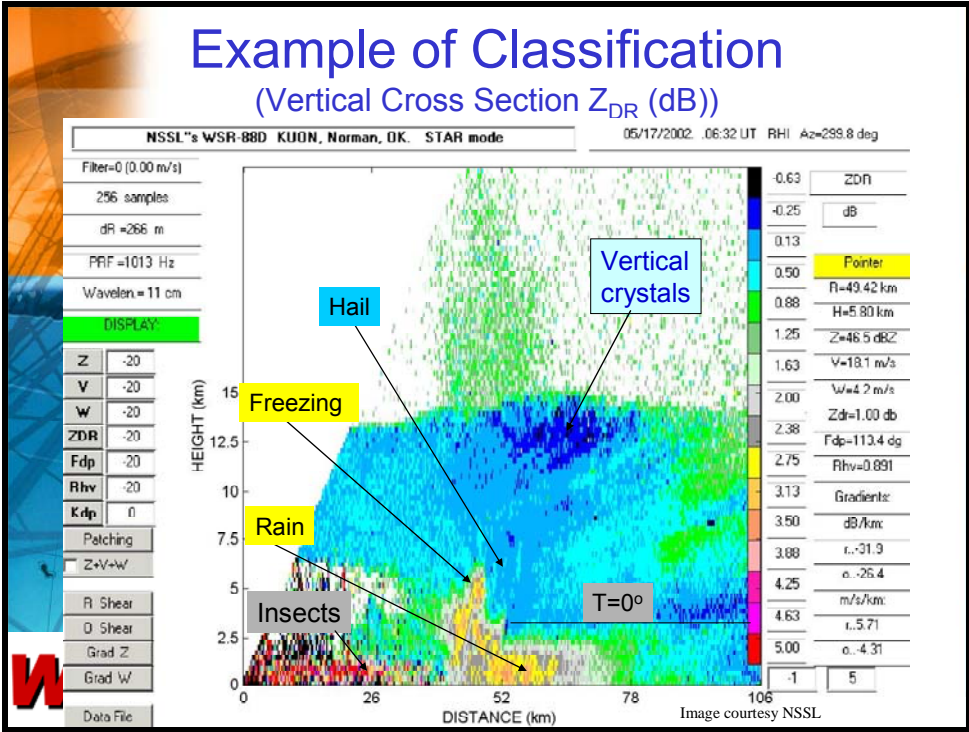 Example of Classification
(Vertical Cross Section ZDR (dB))
NSSL"s WSR-88D KUON, Norman, OK. STAR mode
05/17/2002. .06:32 UT RHI Az=299.8 deg
Filter=0 (0.00 m/s)
256 samples
dR =266 m
PRF =1013 Hz
Wavelen.= 11 cm
DISPLAY:
Z -20
V -20
W -20
ZDR -20
Fdp -20
Rhv -20
Kdp 0
Patching
Z+V+W
R Shear
O Shear
Grad Z
Grad W
Data File
HEIGHT (km)
15
12.5
10
7.5
5
2.5
0
Vertical
crystals
Hail
Freezing
Rain
Insects
T=0o
0 26 52 78 106
DISTANCE (km)
Image courtesy NSSL
-0.63
-0.25
0.13
0.50
0.88
1.25
1.63
2.00
2.38
2.75
3.13
3.50
3.88
4.25
4.63
5.00
-1 5
ZDR
dB
Pointer
R=49.42 km
H=5.80 km
Z=46.5 dBZ
V=18.1 m/s
W=4.2 m/s
Zdr=1.00 db
Fdp=113.4 dg
Rhv=0.891
Gradients:
dB/km:
r..-31.9
o..-26.4
m/s/km:
r..5.71
o..-4.31
W